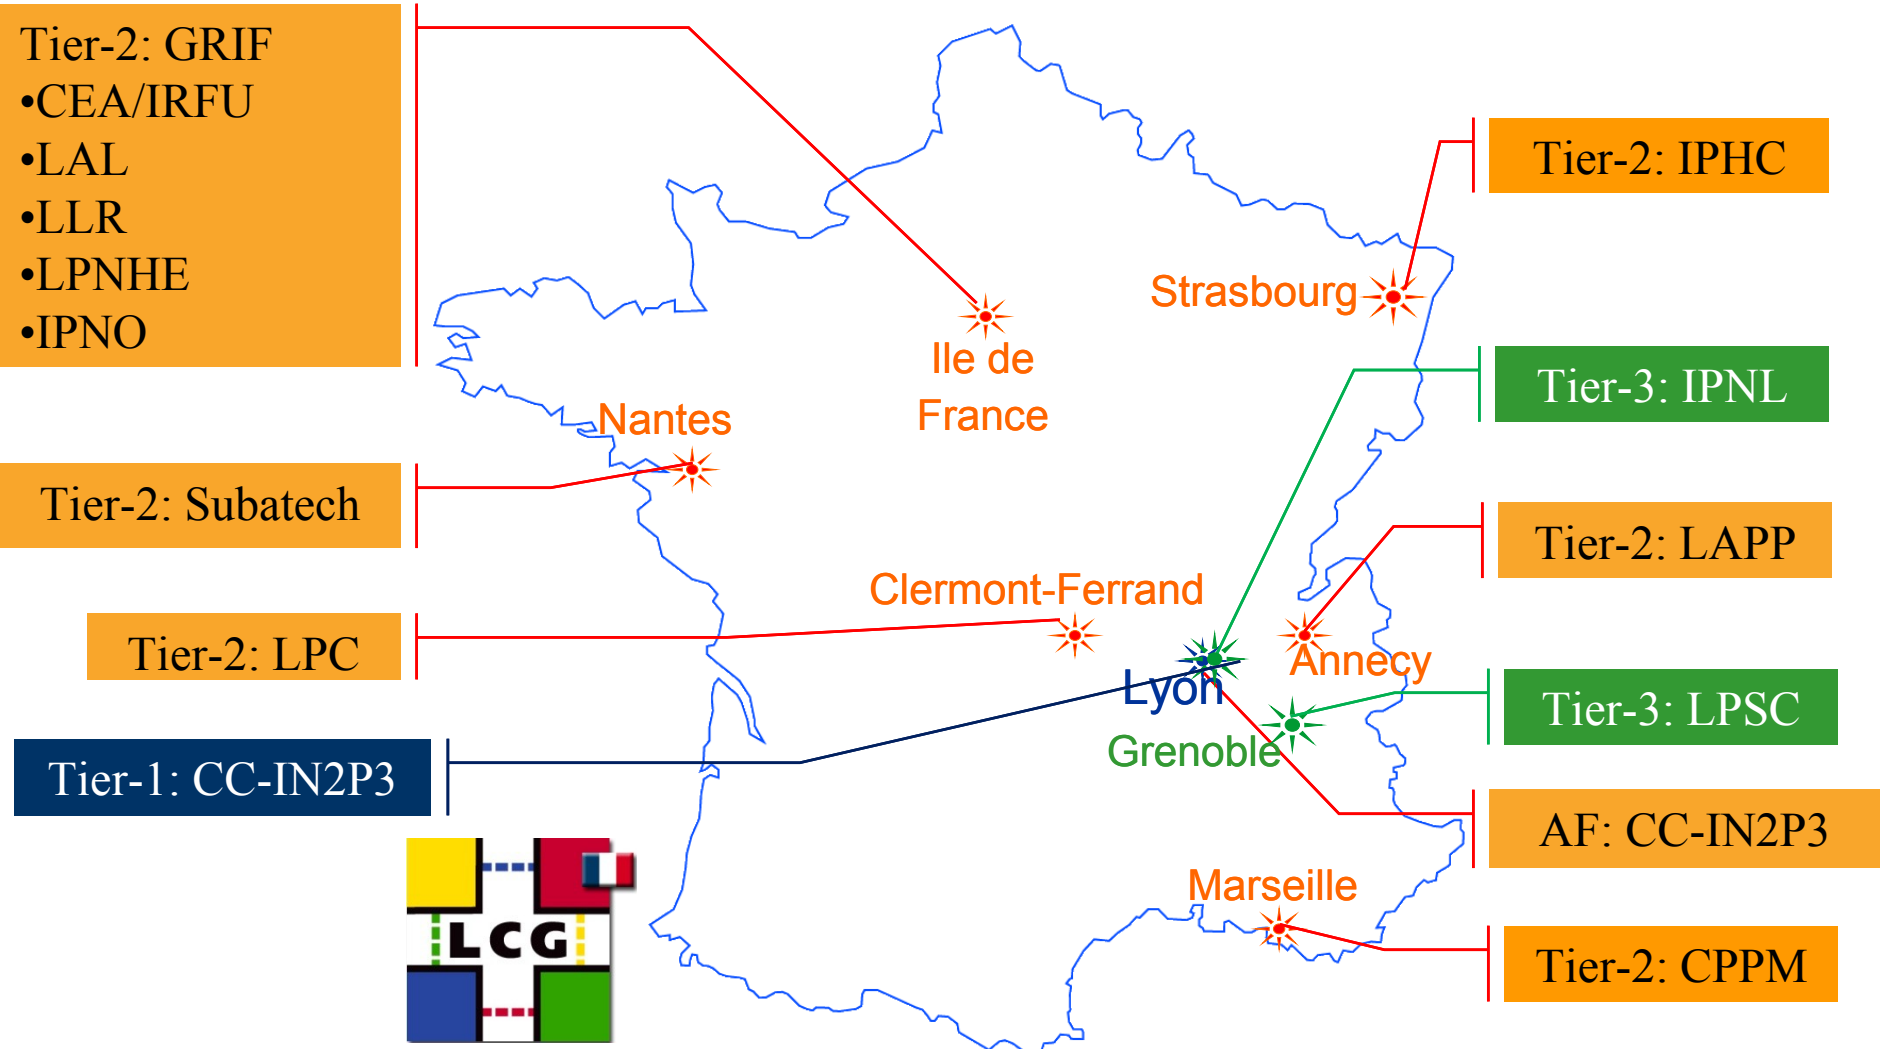 Tier-2: GRIF
•CEA/IRFU
•LAL
•LLR
•LPNHE
•IPNO
Tier-2: IPHC
Strasbourg
Ile de
France
Tier-3: IPNL
Nantes
Tier-2: Subatech
Tier-2: LAPP
Clermont-Ferrand
Tier-2: LPC
Annecy
Lyon
Tier-3: LPSC
Grenoble
Tier-1: CC-IN2P3
AF: CC-IN2P3
Marseille
LCG
Tier-2: CPPM